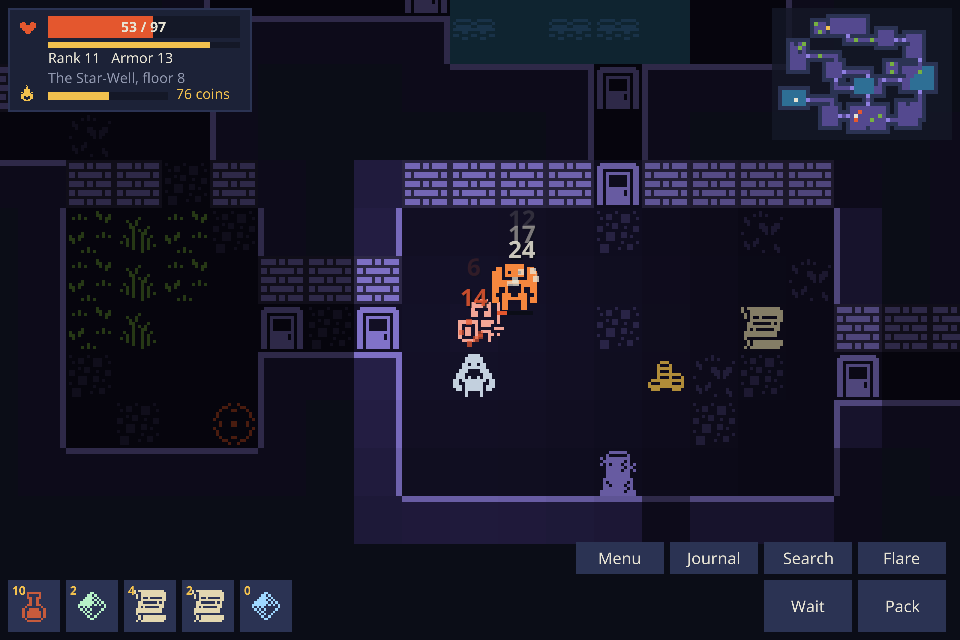 53 / 97
Rank 11 Armor 13
The Star-Well, floor 8
76 coins
12
17
24
6
14
Menu
Journal
Search
Flare
10
2
4
2
0
Wait
Pack